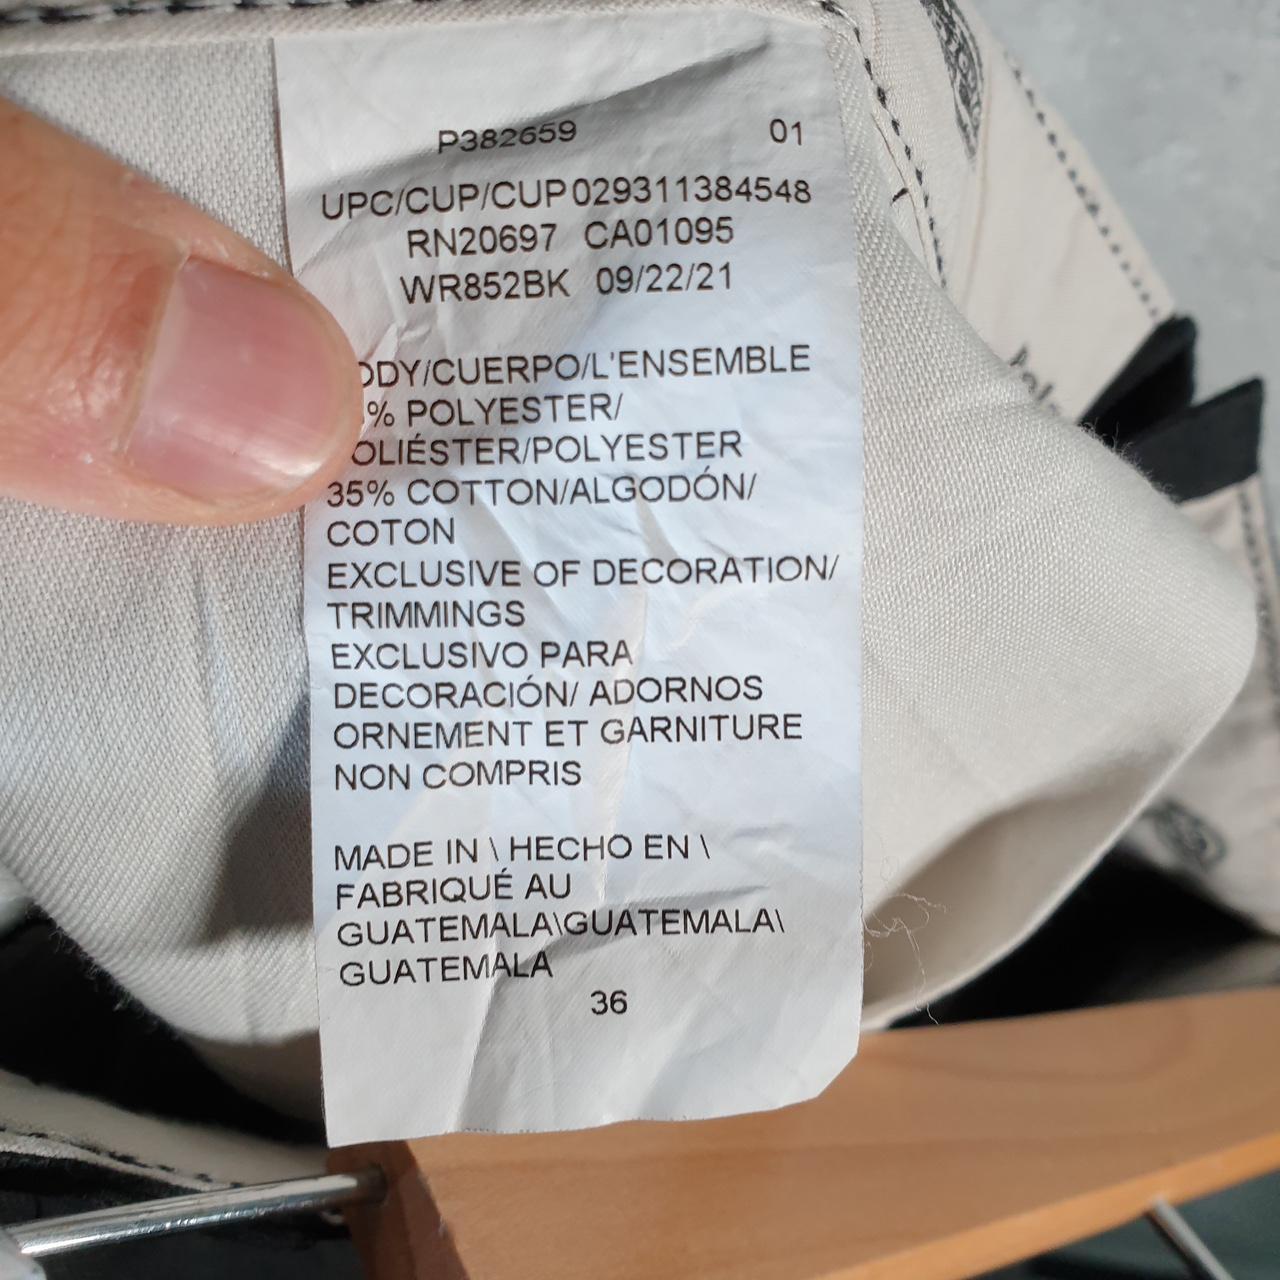 P382659 01
UPC/CUP/CUP 029311384548
RN20697 CA01095
WR852BK 09/22/21
ODY/CUERPO/L'ENSEMBLE
% POLYESTER/
OLIÉSTER/POLYESTER
35% COTTON/ALGODÓN/
COTON
EXCLUSIVE OF DECORATION/
TRIMMINGS
EXCLUSIVO PARA
DECORACIÓN/ ADORNOS
ORNEMENT ET GARNITURE
NON COMPRIS
MADE IN \ HECHO EN \
FABRIQUÉ AU
GUATEMALA\GUATEMALA\
GUATEMALA
36